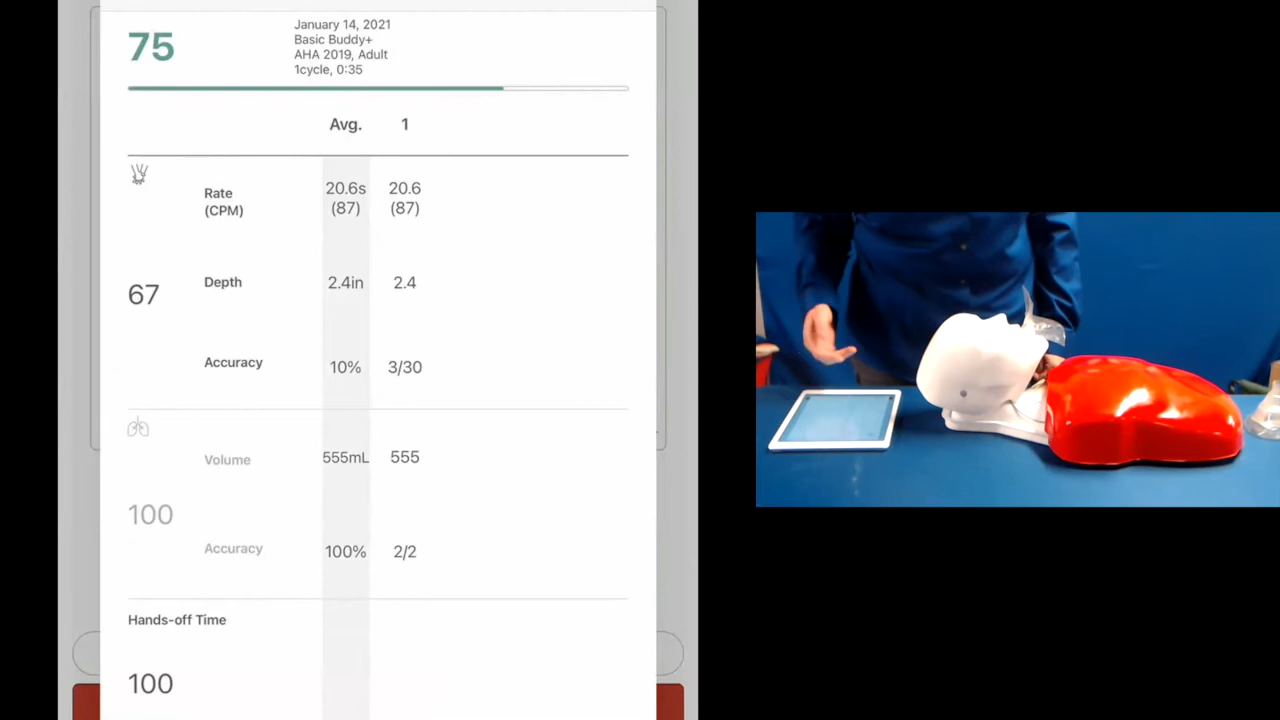 75
January 14, 2021
Basic Buddy+
AHA 2019, Adult
1cycle, 0:35
Avg. 1
Rate (CPM) 20.6s (87) 20.6 (87)
67
Depth 2.4in 2.4
Accuracy 10% 3/30
Volume 555mL 555
100
Accuracy 100% 2/2
Hands-off Time
100